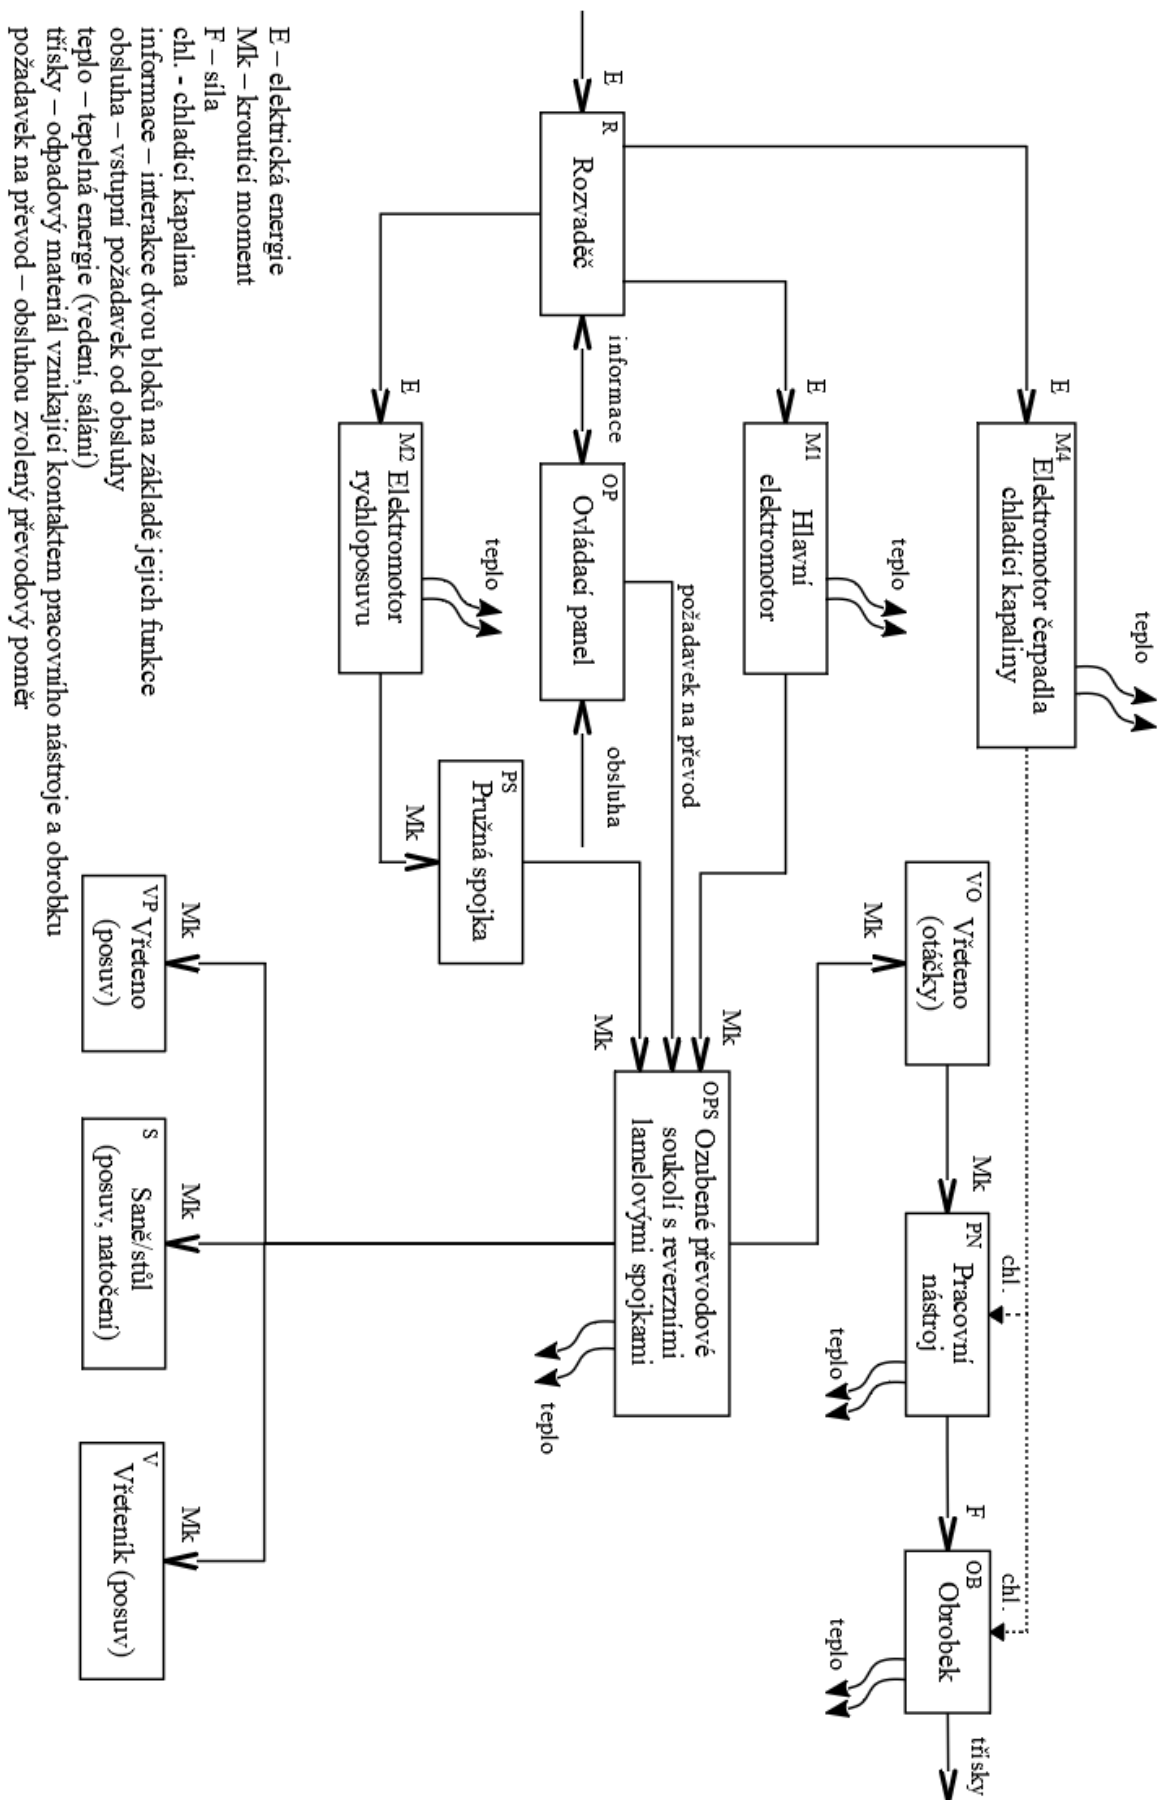 teplo
E
M4 Elektromotor čerpadla
chladící kapaliny
chl.
chl.
VO Vřeteno
(otáčky)
Mk
PN Pracovní
nástroj
F
OB
Obrobek
třísky
teplo
Mk
teplo
teplo
E
M1
Hlavní
elektromotor
Mk
požadavek na převod
OPS Ozubené převodové
soukolí s reverzními
lamelovými spojkami
E
R
Rozvaděč
informace
OP
Ovládací panel
obsluha
Mk
teplo
teplo
PS
Pružná spojka
E
M2
Elektromotor
rychloposuvu
Mk
Mk
Mk
Mk
VP Vřeteno
(posuv)
S
Saně/stůl
(posuv, natočení)
V
Vřeteník (posuv)
E – elektrická energie
Mk – kroutící moment
F – síla
chl. - chladící kapalina
informace – interakce dvou bloků na základě jejich funkce
obsluha – vstupní požadavek od obsluhy
teplo – tepelná energie (vedení, sálání)
třísky – odpadový materiál vznikající kontaktem pracovního nástroje a obrobku
požadavek na převod – obsluhou zvolený převodový poměr